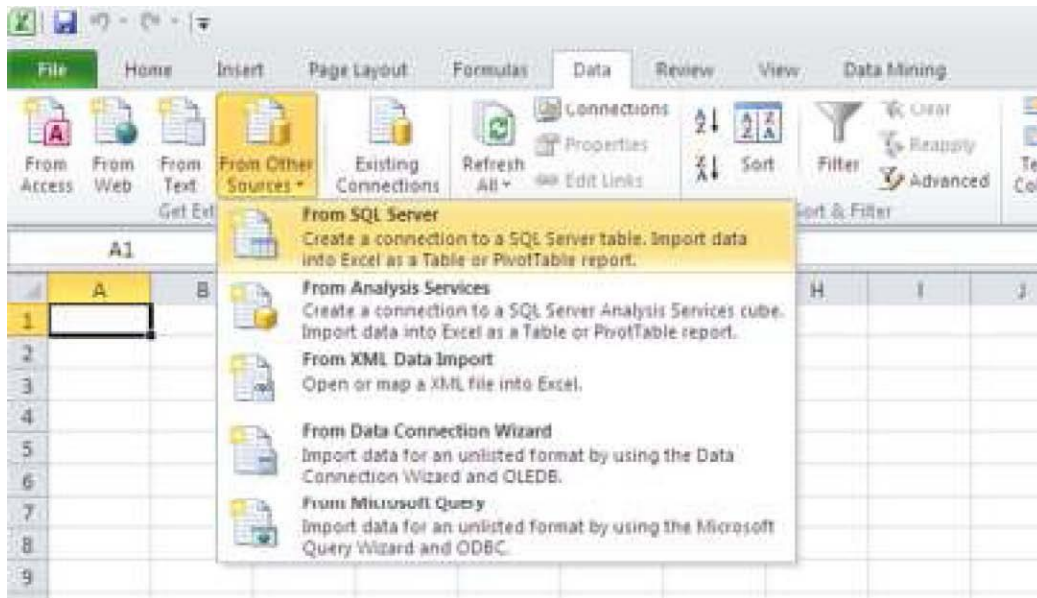 File Home Insert Page Layout Formulas Data Review View Data Mining
From Access
From Web
From Text
From Other Sources
Existing Connections
Refresh All
Connections
Properties
Edit Links
Sort
Filter
Clear
Reapply
Advanced
Te
Col
Get Ext
Sort & Filter
A1
A B H I J
1
2
3
4
5
6
7
8
9
From SQL Server
Create a connection to a SQL Server table. Import data
into Excel as a Table or PivotTable report.
From Analysis Services
Create a connection to a SQL Server Analysis Services cube.
Import data into Excel as a Table or PivotTable report.
From XML Data Import
Open or map a XML file into Excel.
From Data Connection Wizard
Import data for an unlisted format by using the Data
Connection Wizard and OLEDB.
From Microsoft Query
Import data for an unlisted format by using the Microsoft
Query Wizard and ODBC.